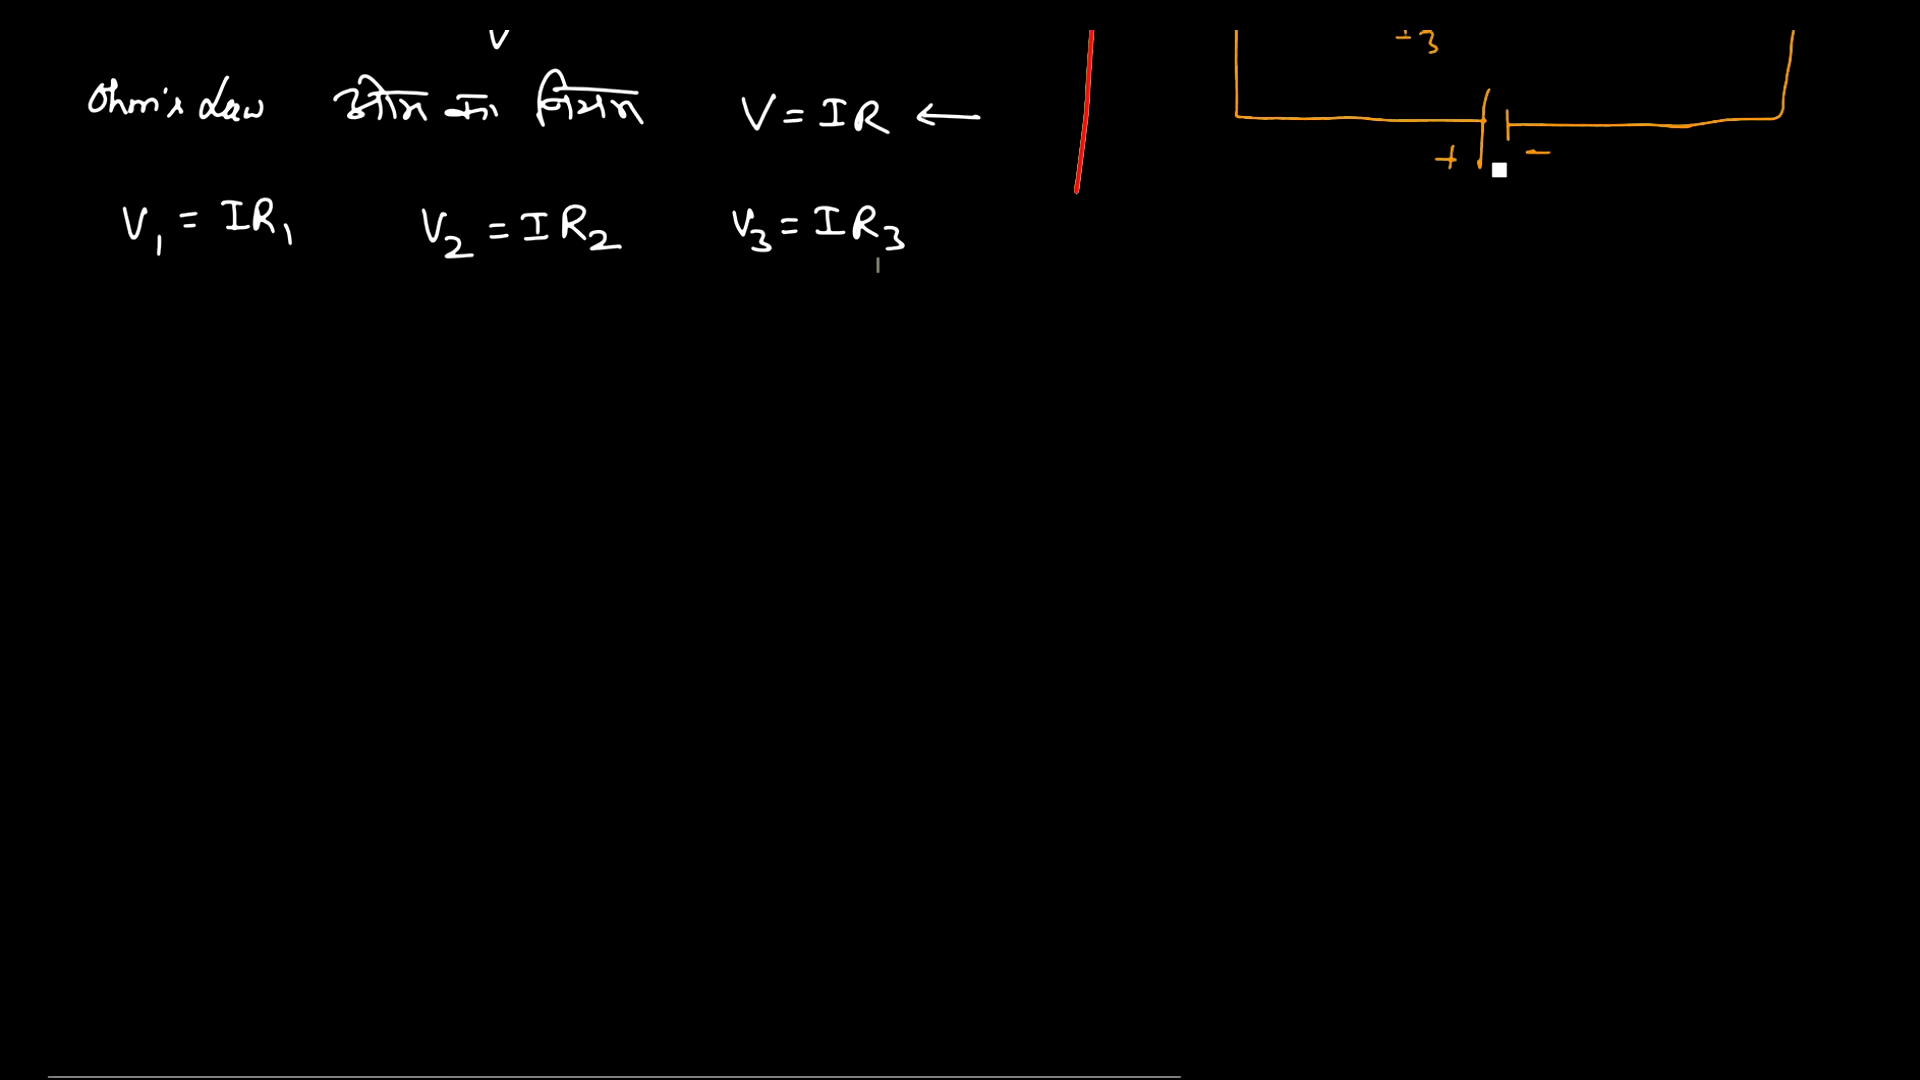 V
Ohm's Law ओम का नियम V = IR ←
V₁ = IR₁ V₂ = IR₂ V₃ = IR₃
+ -